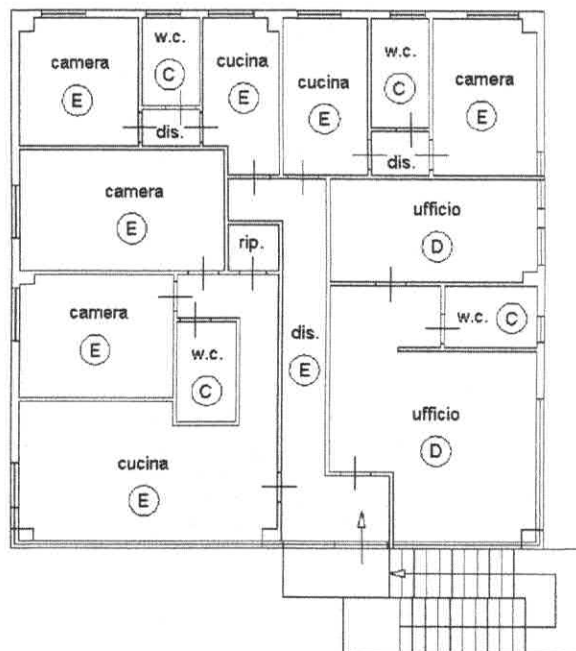 w.c.
C
w.c.
C
camera
E
cucina
E
cucina
E
camera
E
dis.
dis.
camera
E
ufficio
D
rip.
camera
E
dis.
E
w.c. C
w.c.
C
ufficio
D
cucina
E